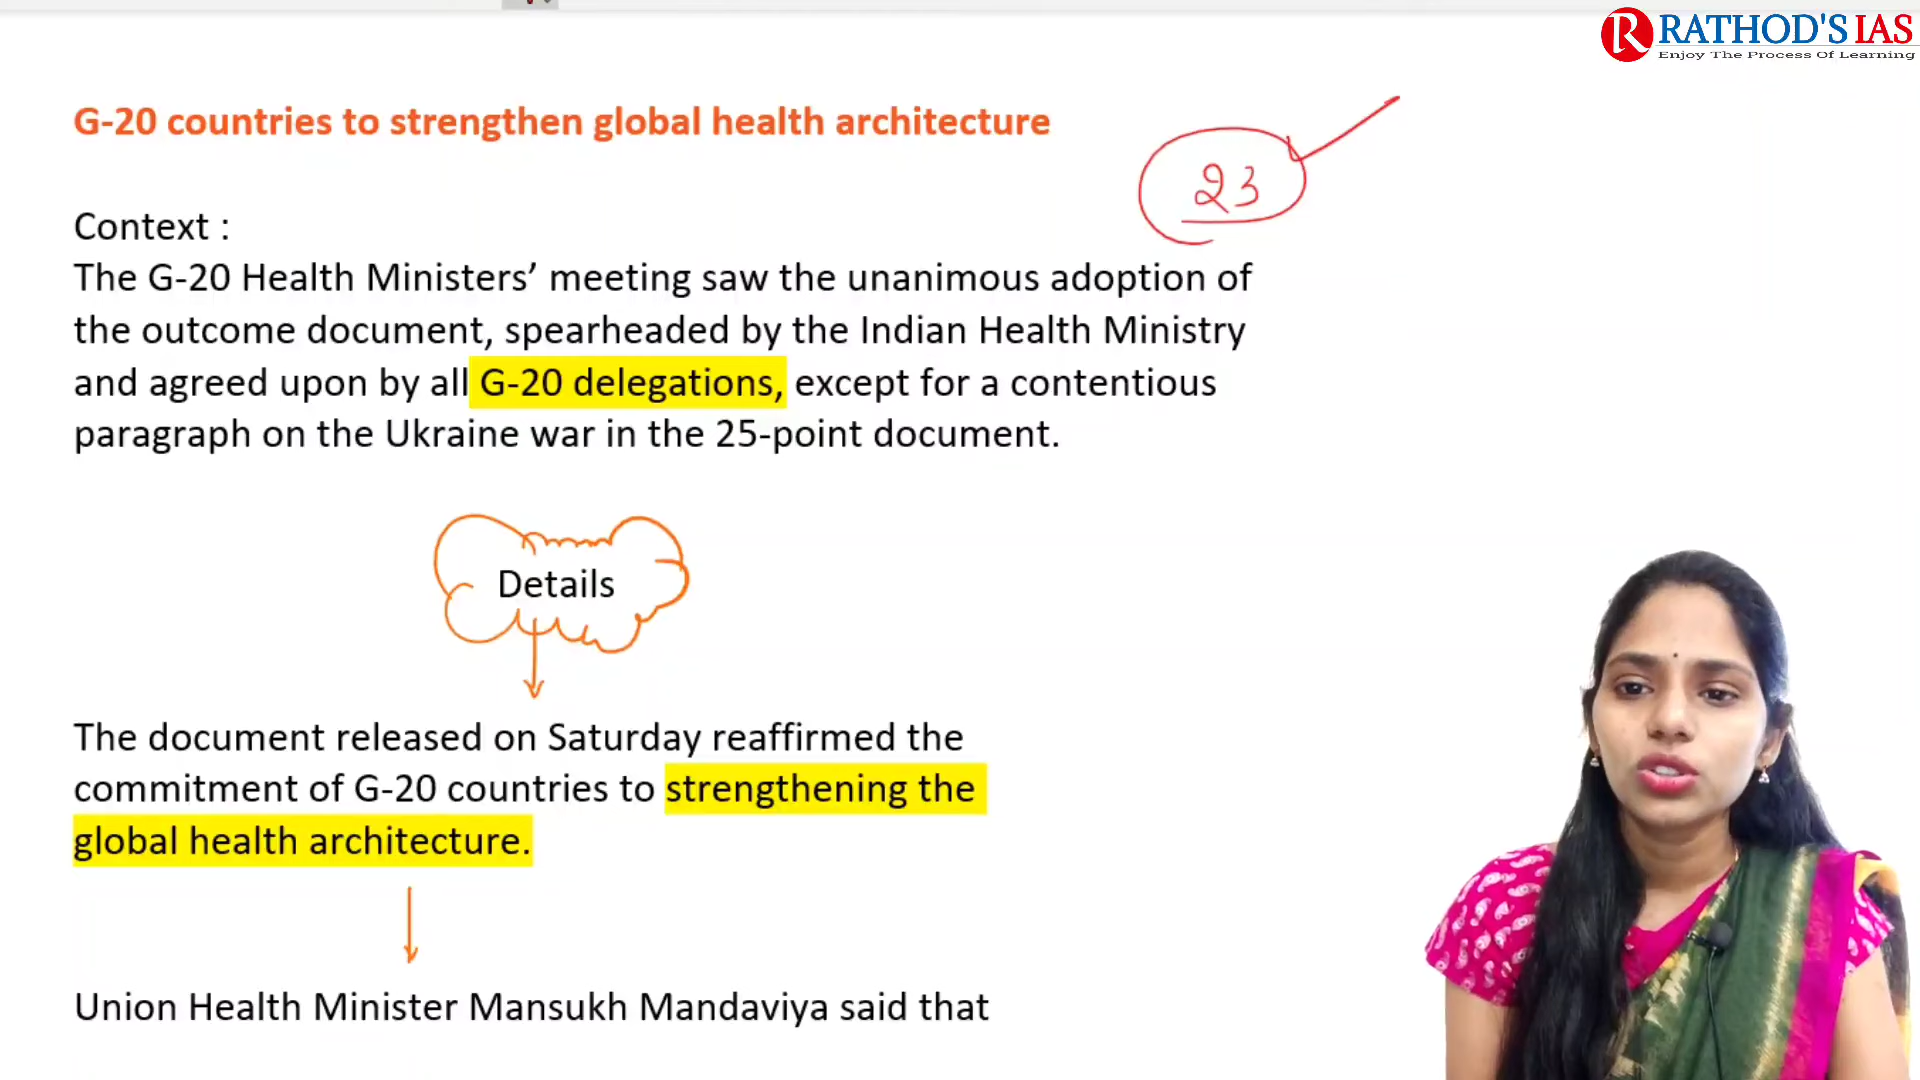 RATHOD'S IAS
Enjoy The Process Of Learning
G-20 countries to strengthen global health architecture
23
Context :
The G-20 Health Ministers’ meeting saw the unanimous adoption of
the outcome document, spearheaded by the Indian Health Ministry
and agreed upon by all G-20 delegations, except for a contentious
paragraph on the Ukraine war in the 25-point document.
Details
The document released on Saturday reaffirmed the
commitment of G-20 countries to strengthening the
global health architecture.
Union Health Minister Mansukh Mandaviya said that